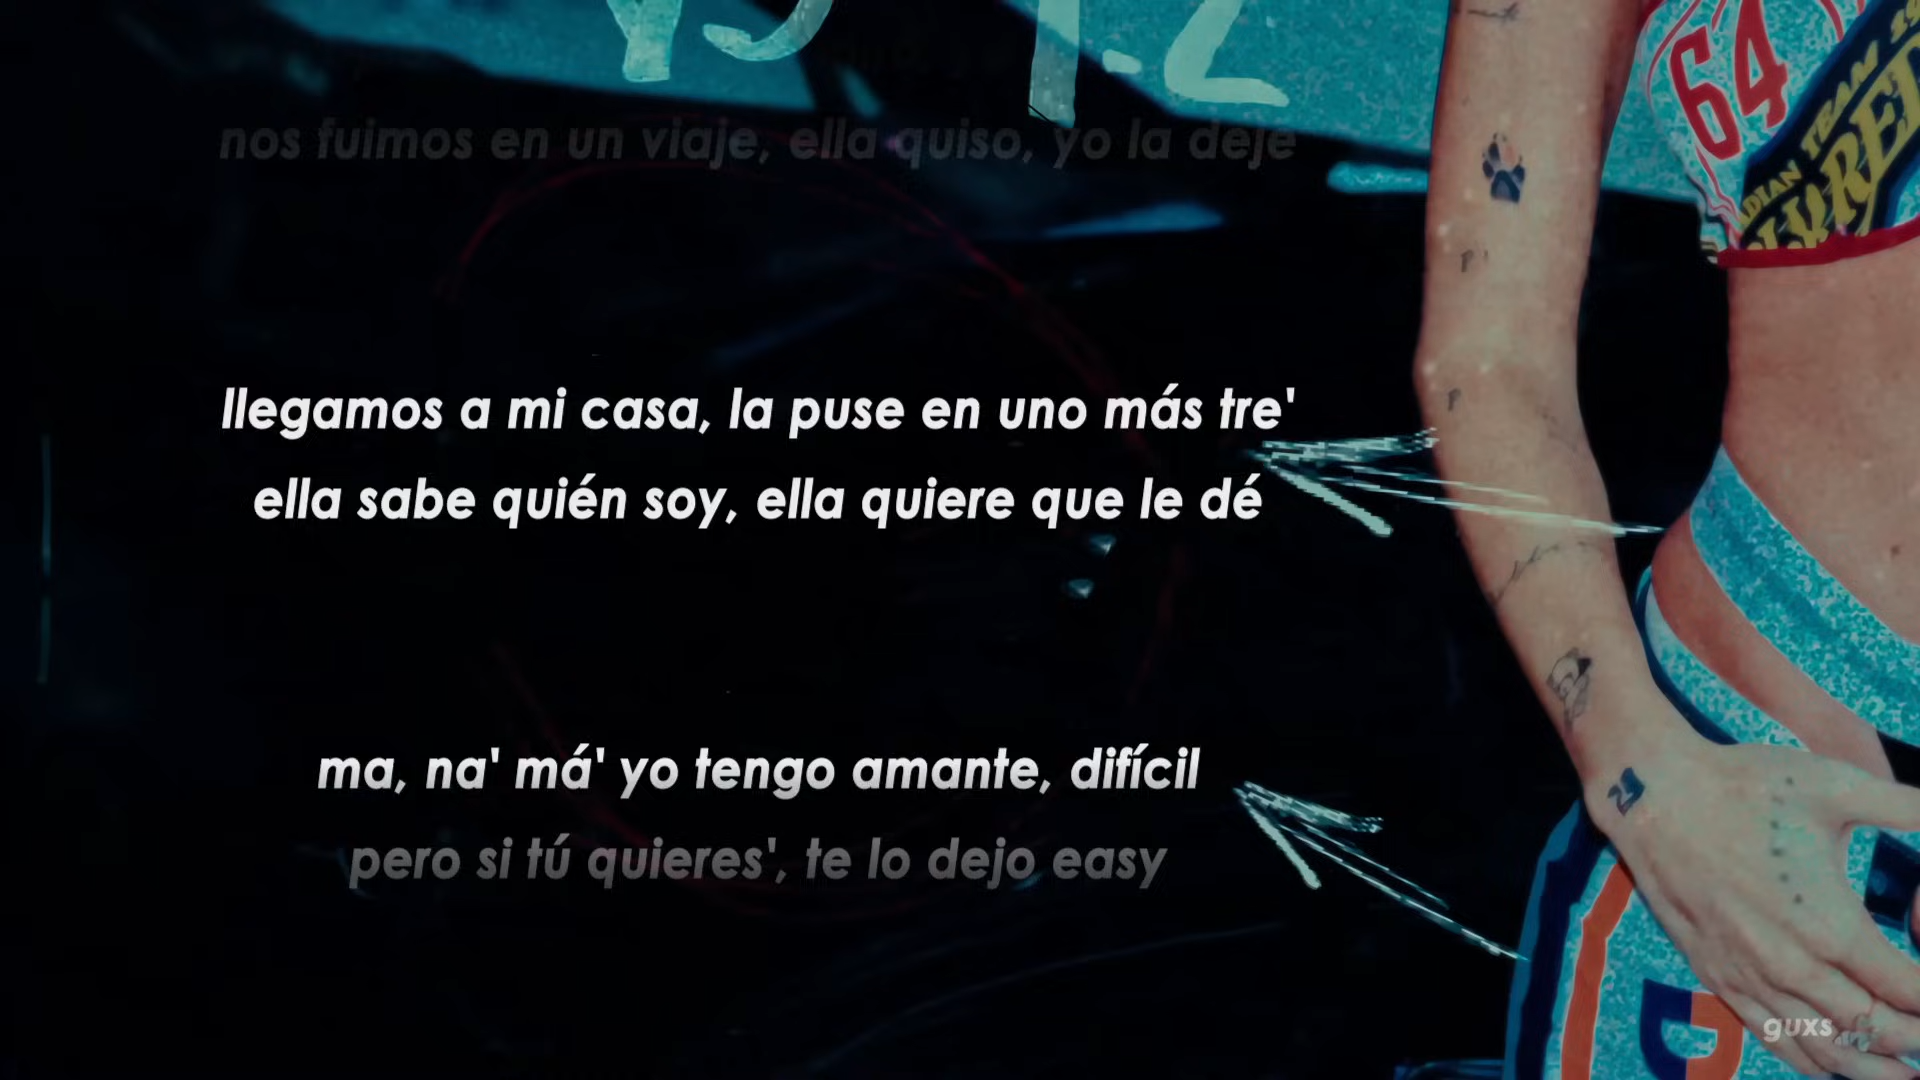 nos fuimos en un viaje, ella quiso, yo la deje
llegamos a mi casa, la puse en uno más tre'
ella sabe quién soy, ella quiere que le dé
ma, na' má' yo tengo amante, difícil
pero si tú quieres', te lo dejo easy
64
TEAM
guxs